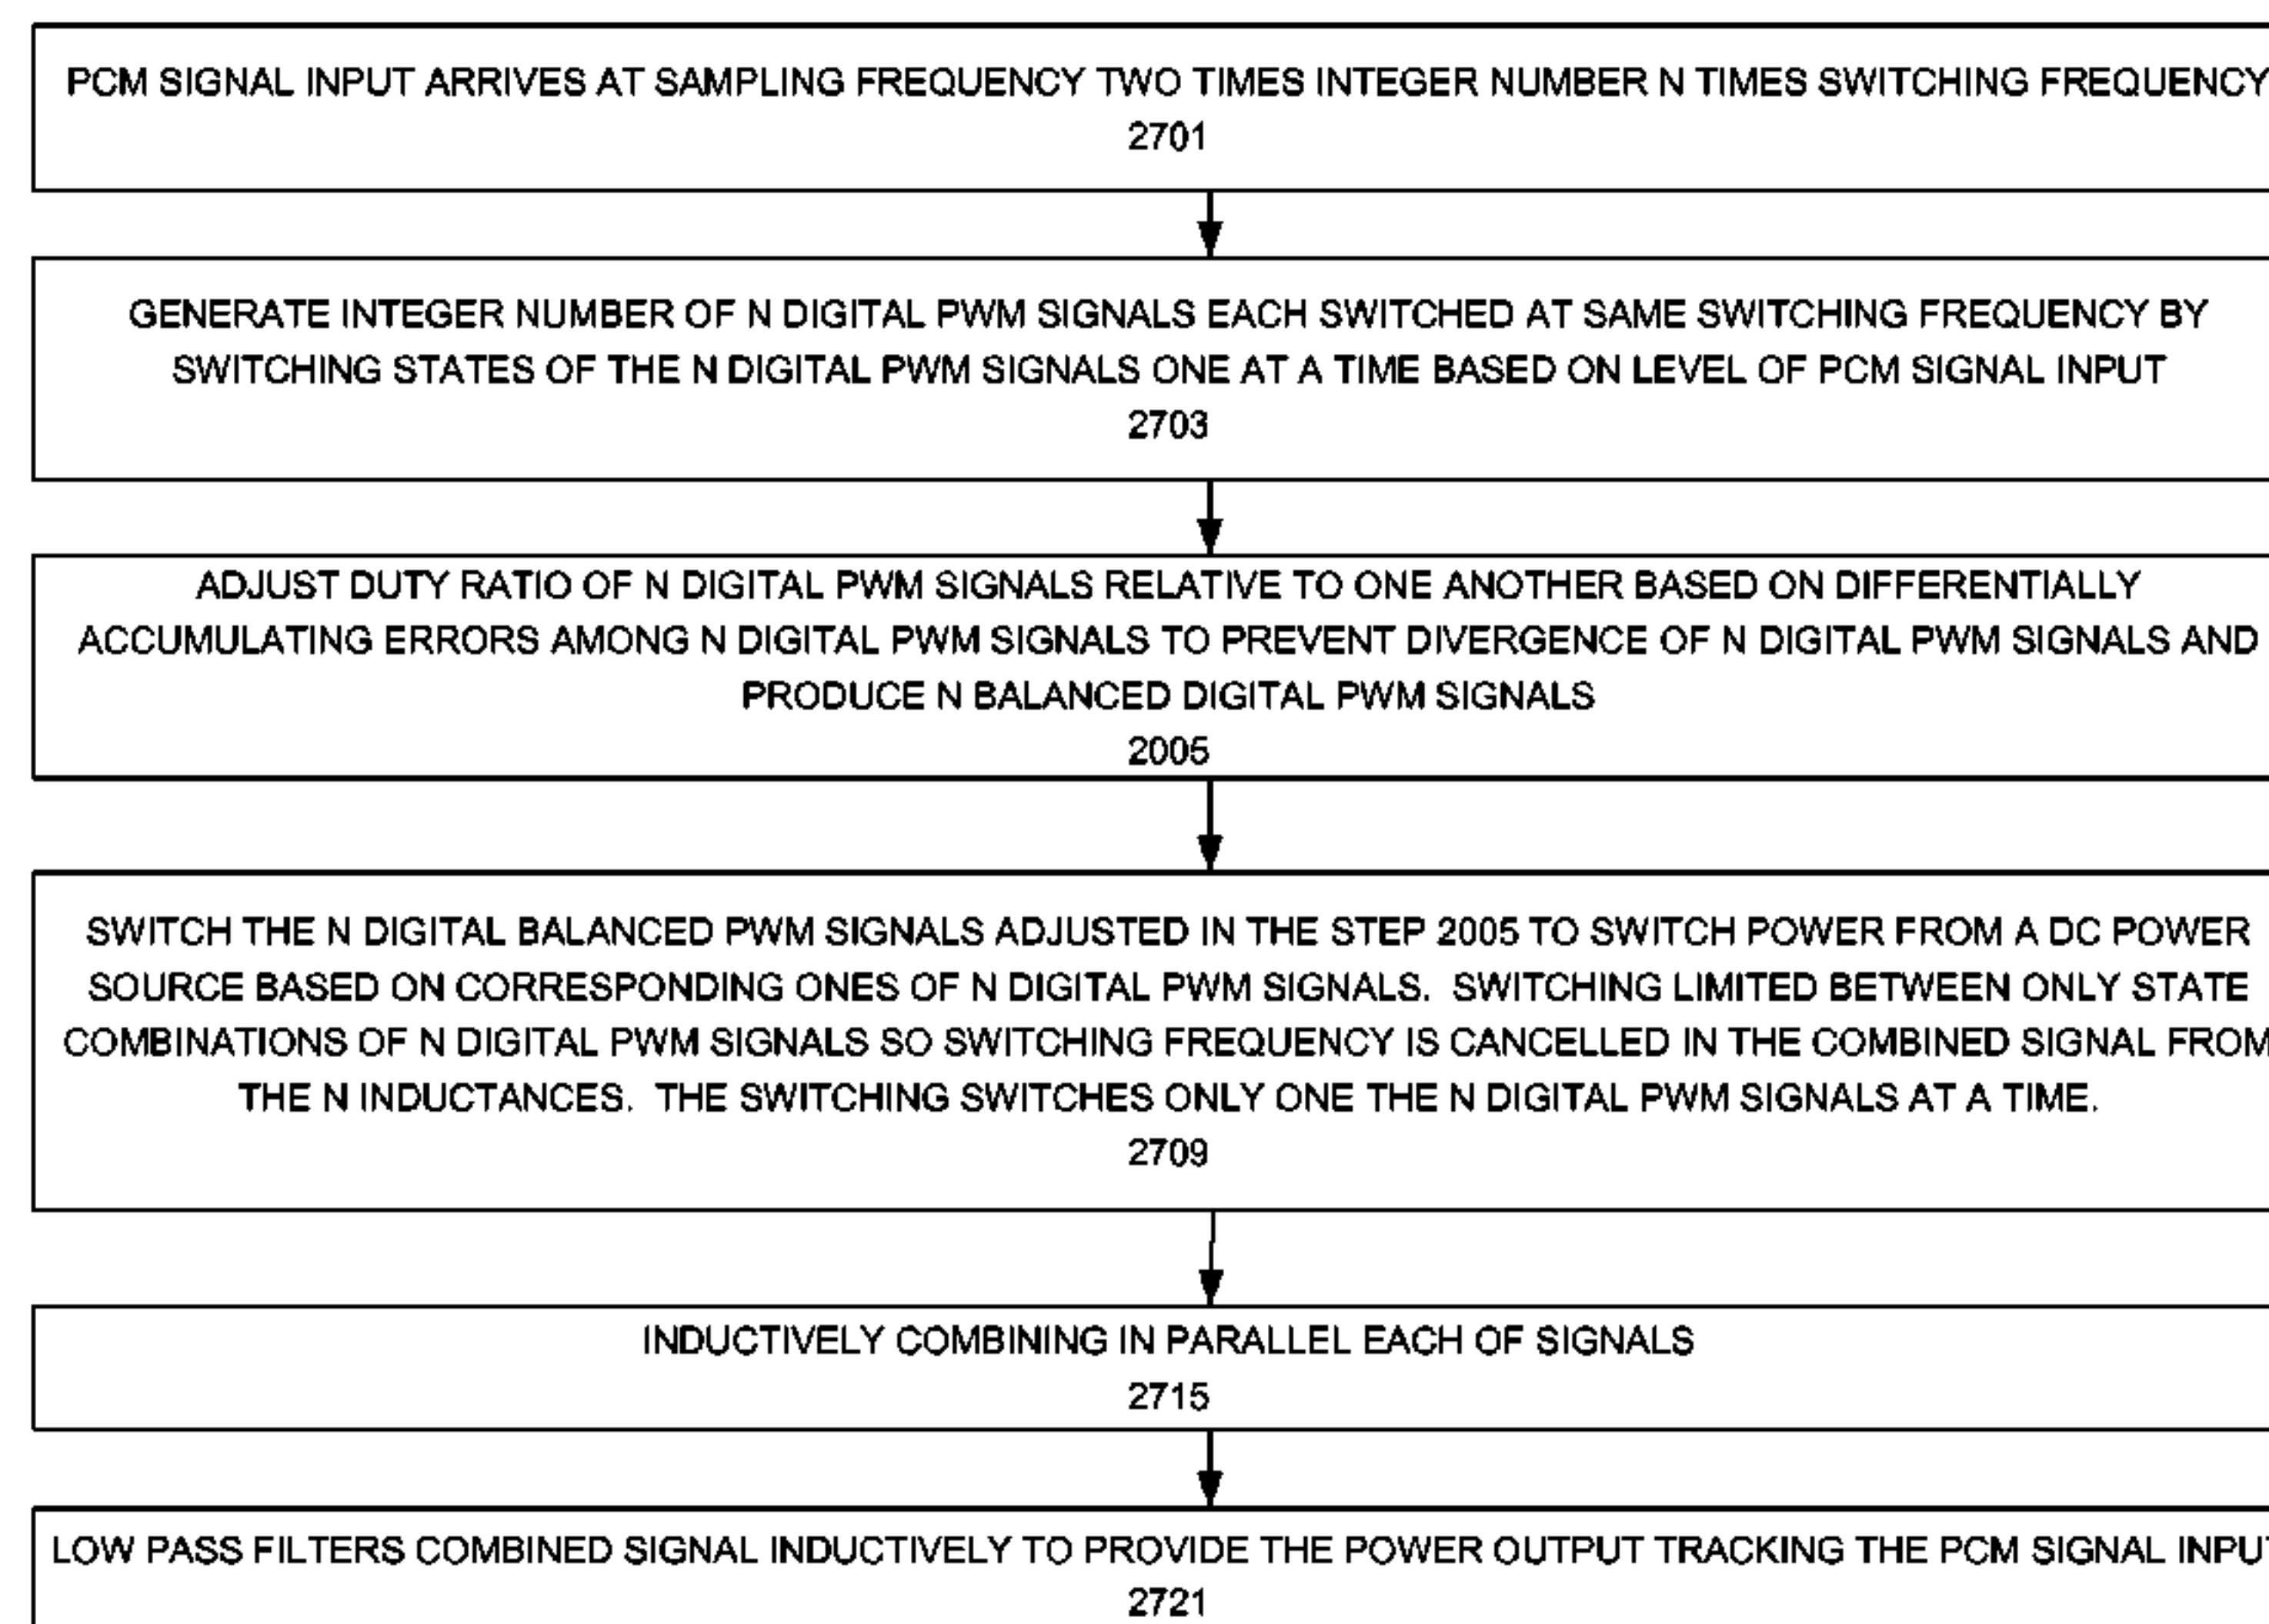 PCM SIGNAL INPUT ARRIVES AT SAMPLING FREQUENCY TWO TIMES INTEGER NUMBER N TIMES SWITCHING FREQUENCY
2701
GENERATE INTEGER NUMBER OF N DIGITAL PWM SIGNALS EACH SWITCHED AT SAME SWITCHING FREQUENCY BY
SWITCHING STATES OF THE N DIGITAL PWM SIGNALS ONE AT A TIME BASED ON LEVEL OF PCM SIGNAL INPUT
2703
ADJUST DUTY RATIO OF N DIGITAL PWM SIGNALS RELATIVE TO ONE ANOTHER BASED ON DIFFERENTIALLY
ACCUMULATING ERRORS AMONG N DIGITAL PWM SIGNALS TO PREVENT DIVERGENCE OF N DIGITAL PWM SIGNALS AND
PRODUCE N BALANCED DIGITAL PWM SIGNALS
2005
SWITCH THE N DIGITAL BALANCED PWM SIGNALS ADJUSTED IN THE STEP 2005 TO SWITCH POWER FROM A DC POWER
SOURCE BASED ON CORRESPONDING ONES OF N DIGITAL PWM SIGNALS. SWITCHING LIMITED BETWEEN ONLY STATE
COMBINATIONS OF N DIGITAL PWM SIGNALS SO SWITCHING FREQUENCY IS CANCELLED IN THE COMBINED SIGNAL FROM
THE N INDUCTANCES. THE SWITCHING SWITCHES ONLY ONE THE N DIGITAL PWM SIGNALS AT A TIME.
2709
INDUCTIVELY COMBINING IN PARALLEL EACH OF SIGNALS
2715
LOW PASS FILTERS COMBINED SIGNAL INDUCTIVELY TO PROVIDE THE POWER OUTPUT TRACKING THE PCM SIGNAL INPUT
2721